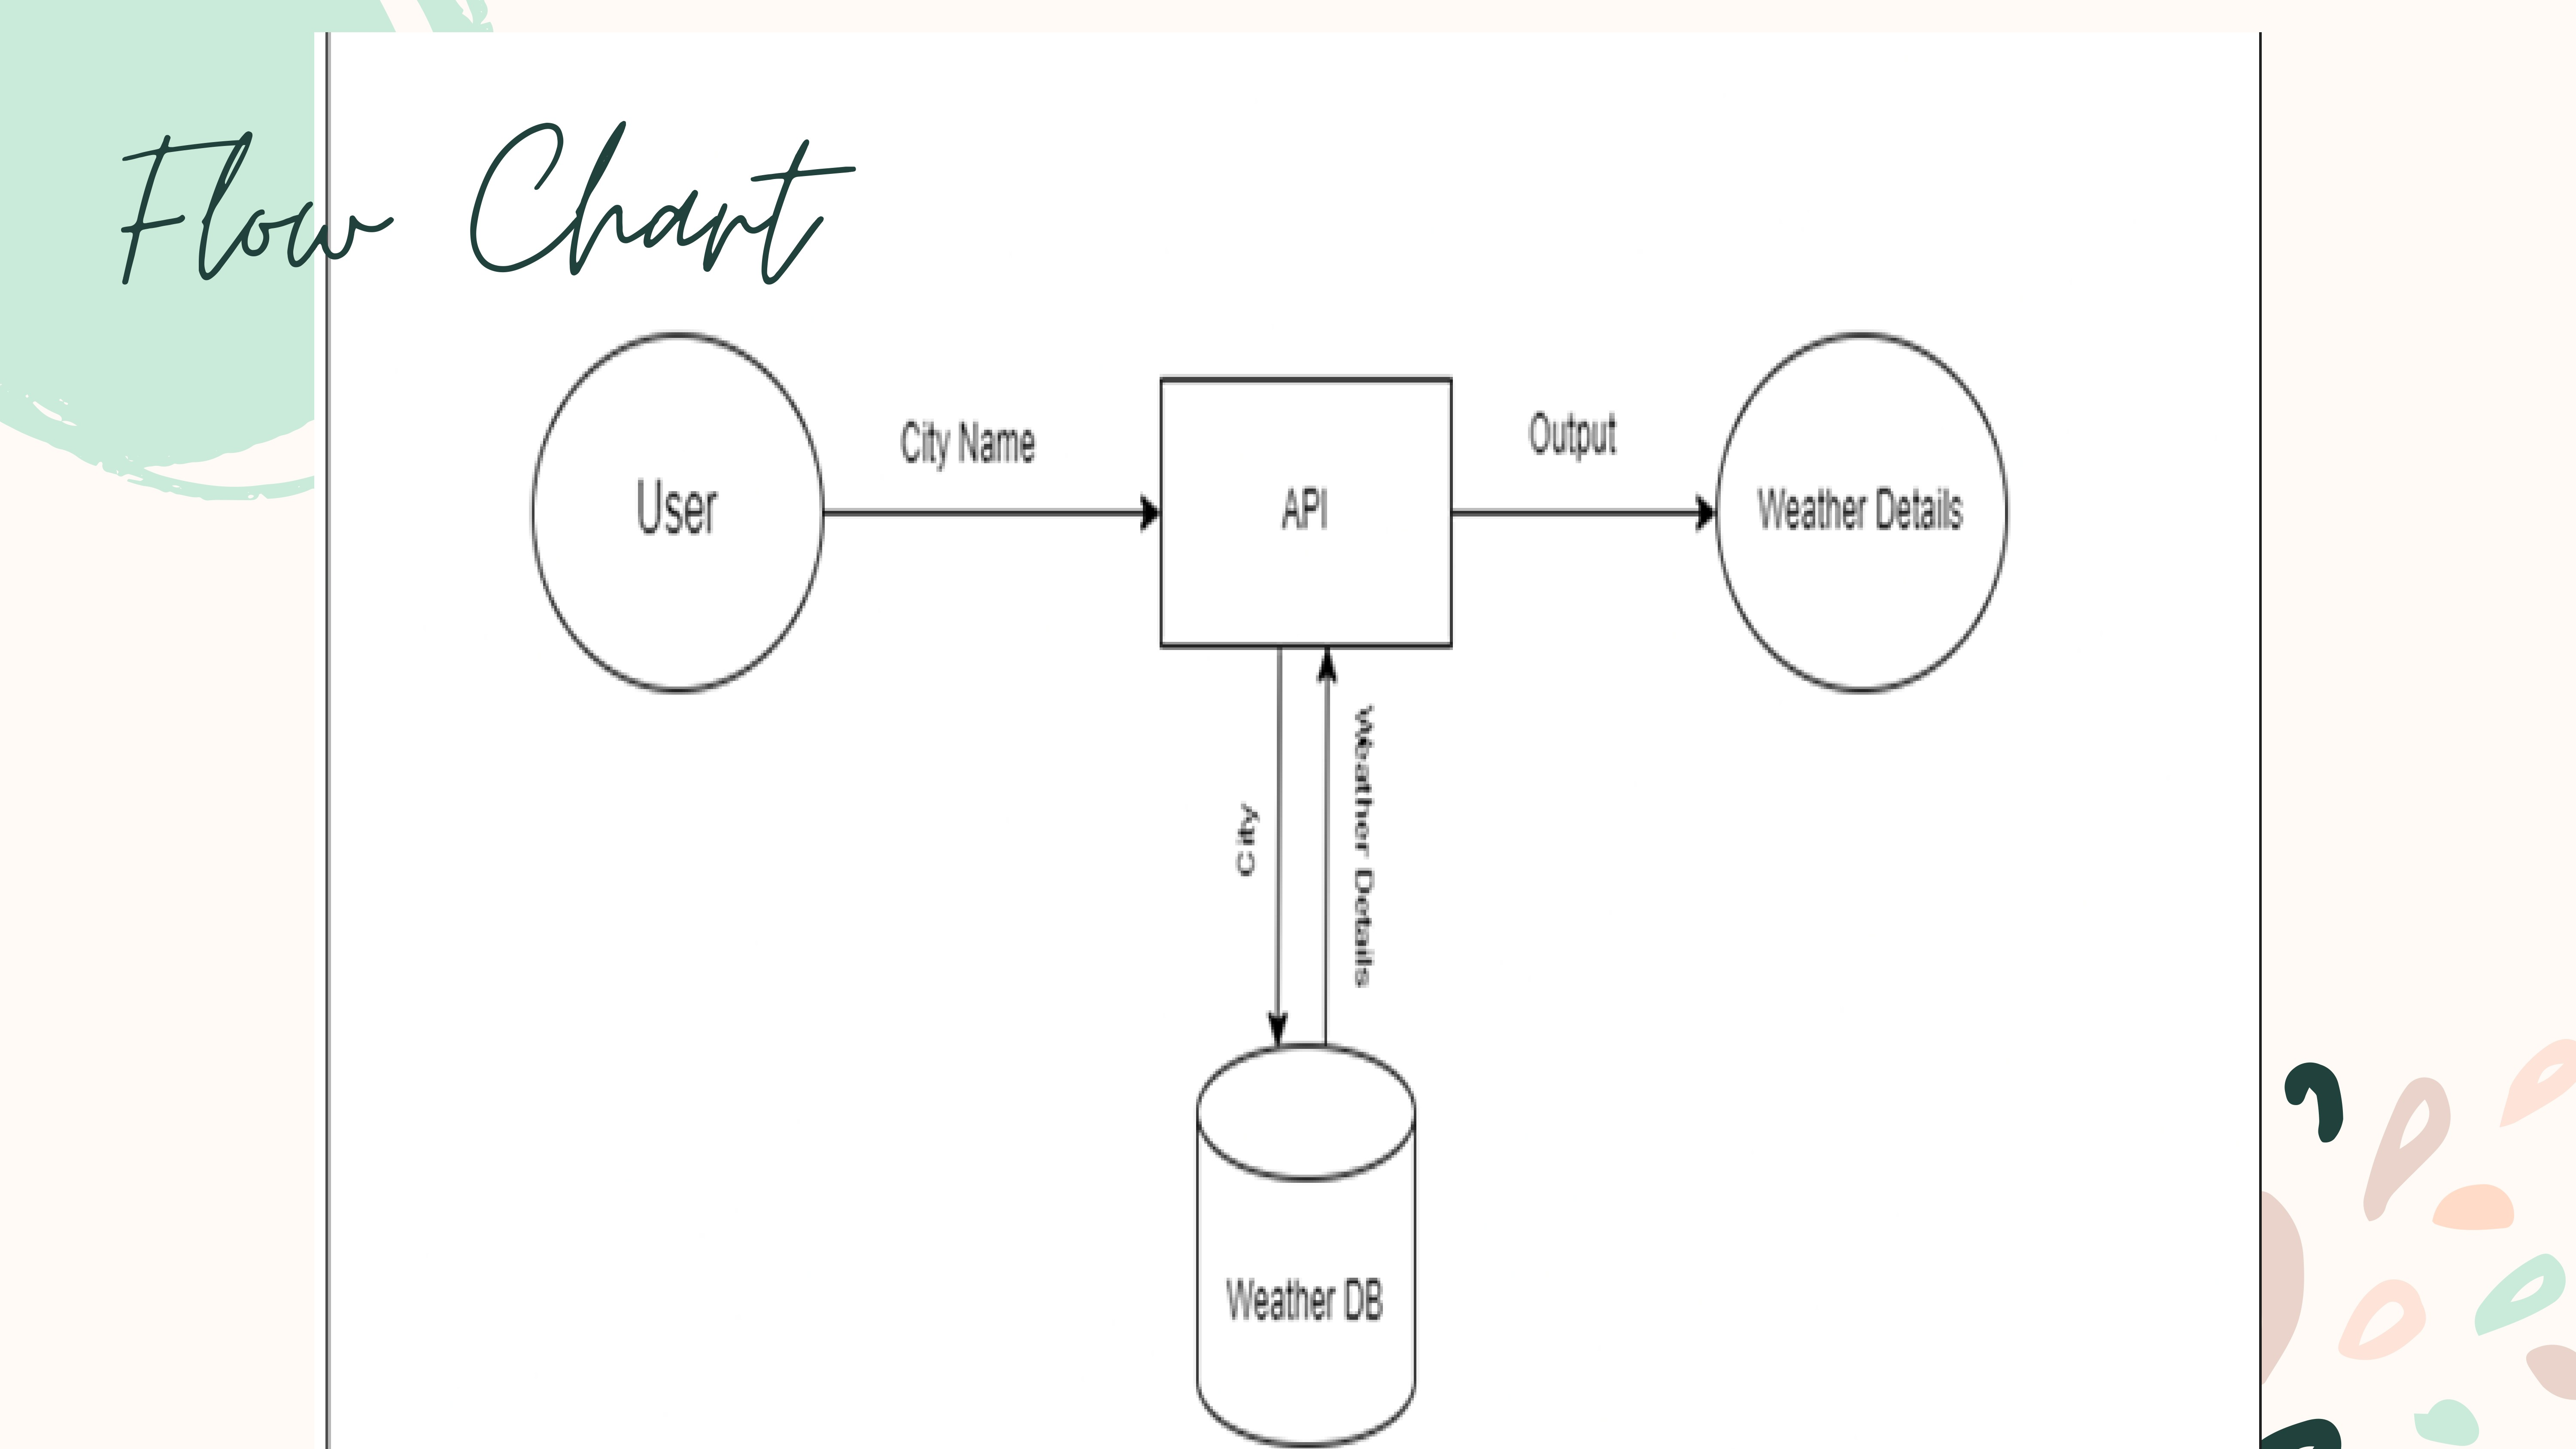 Flow Chart
City Name
Output
User
API
Weather Details
City
Weather Details
Weather DB